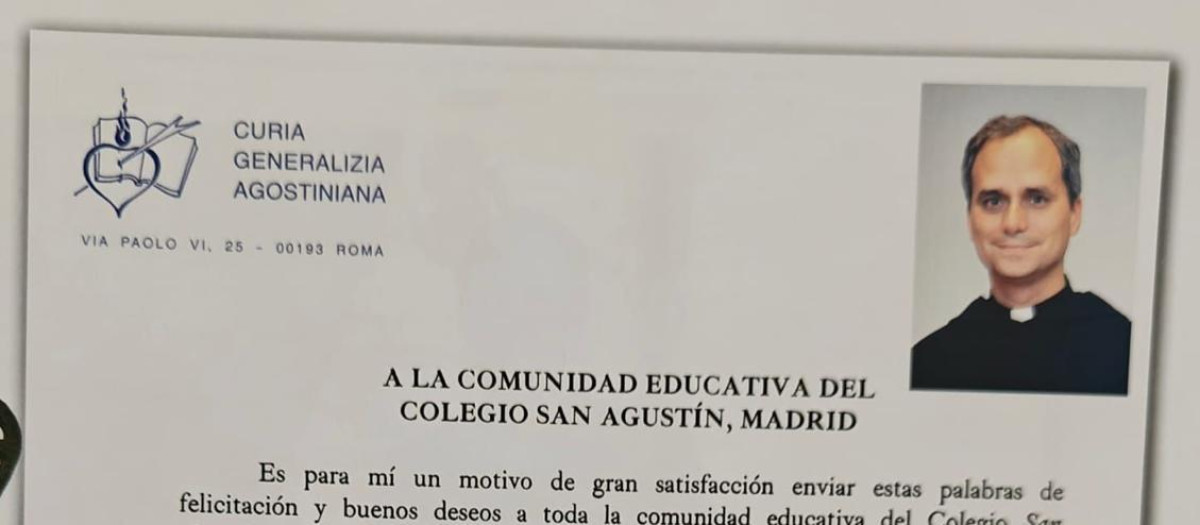 CURIA
GENERALIZIA
AGOSTINIANA
VIA PAOLO VI, 25 - 00193 ROMA
A LA COMUNIDAD EDUCATIVA DEL
COLEGIO SAN AGUSTÍN, MADRID
Es para mí un motivo de gran satisfacción enviar estas palabras de
felicitación y buenos deseos a toda la comunidad educativa del Colegio San